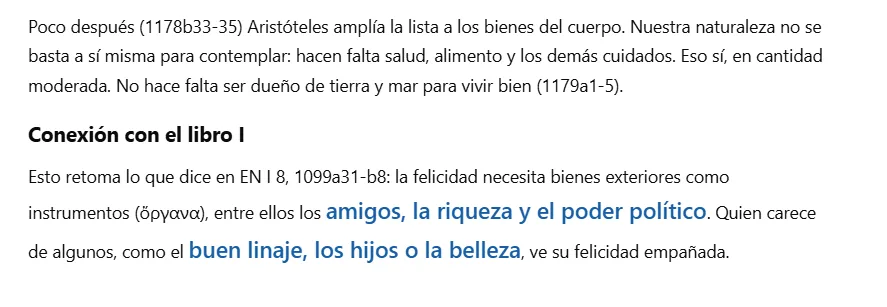 Poco después (1178b33-35) Aristóteles amplía la lista a los bienes del cuerpo. Nuestra naturaleza no se
basta a sí misma para contemplar: hacen falta salud, alimento y los demás cuidados. Eso sí, en cantidad
moderada. No hace falta ser dueño de tierra y mar para vivir bien (1179a1-5).
Conexión con el libro I
Esto retoma lo que dice en EN I 8, 1099a31-b8: la felicidad necesita bienes exteriores como
instrumentos (ὄργανα), entre ellos los amigos, la riqueza y el poder político. Quien carece
de algunos, como el buen linaje, los hijos o la belleza, ve su felicidad empañada.